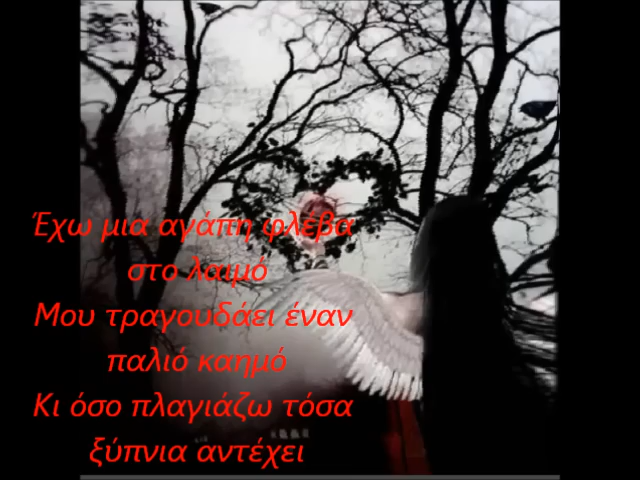 Έχω μια αγάπη φλέβα
στο λαιμό
Μου τραγουδάει έναν
παλιό καημό
Κι όσο πλαγιάζω τόσα
ξύπνια αντέχει